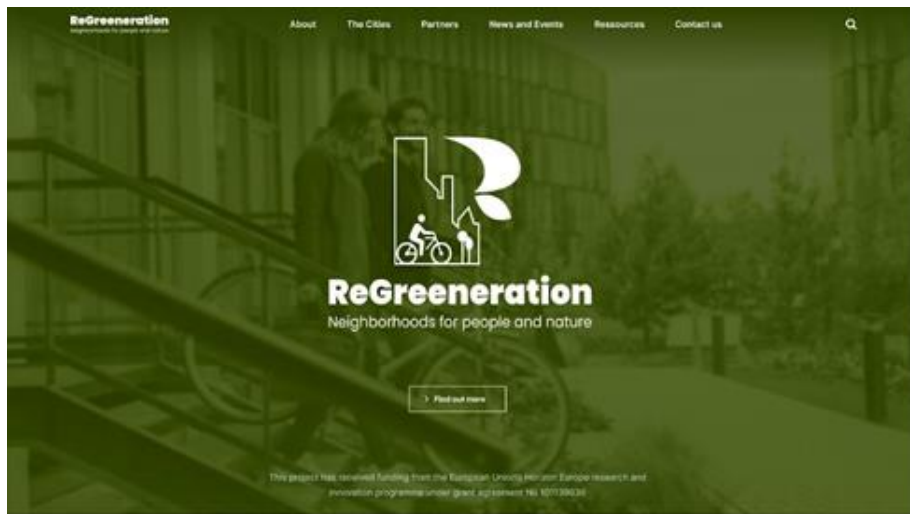 ReGreeneration
Neighborhoods for people and nature
About The Cities Partners News and Events Ressources Contact us
ReGreeneration
Neighborhoods for people and nature
Find out more
This project has received funding from the European Union's Horizon Europe research and
innovation programme under grant agreement No